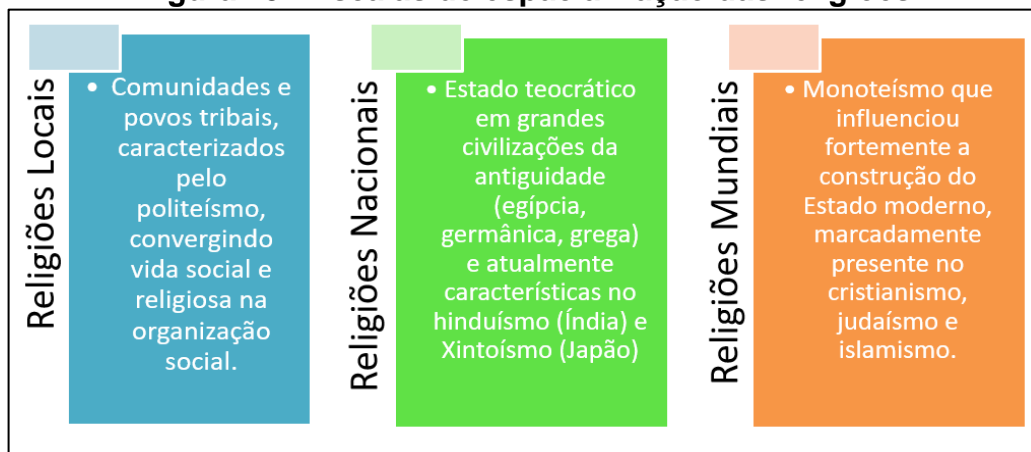 Religiões Locais
• Comunidades e
povos tribais,
caracterizados
pelo
politeísmo,
convergindo
vida social e
religiosa na
organização
social.
Religiões Nacionais
• Estado teocrático
em grandes
civilizações da
antiguidade
(egípcia,
germânica, grega)
e atualmente
características no
hinduísmo (Índia) e
Xintoísmo (Japão)
Religiões Mundiais
• Monoteísmo que
influenciou
fortemente a
construção do
Estado moderno,
marcadamente
presente no
cristianismo,
judaísmo e
islamismo.